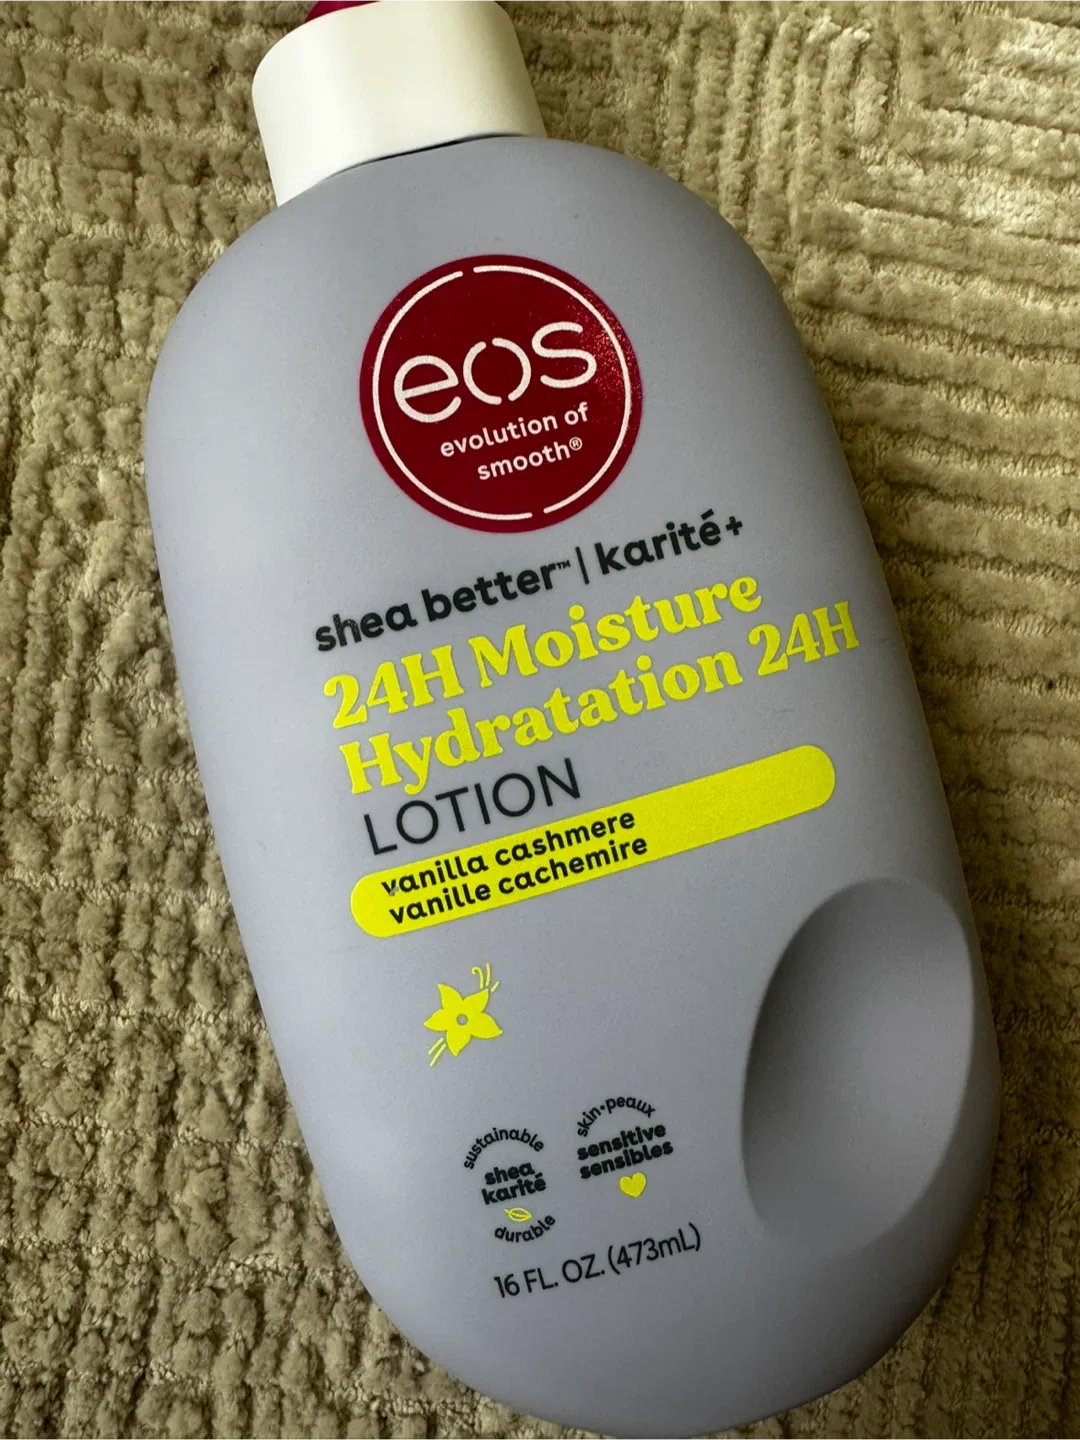 eos
evolution of
smooth®
shea better™ | karité+
24H Moisture
Hydratation 24H
LOTION
vanilla cashmere
vanille cachemire
sustainable
shea
karité
durable
skin•peaux
sensitive
sensibles
16 FL. OZ. (473mL)